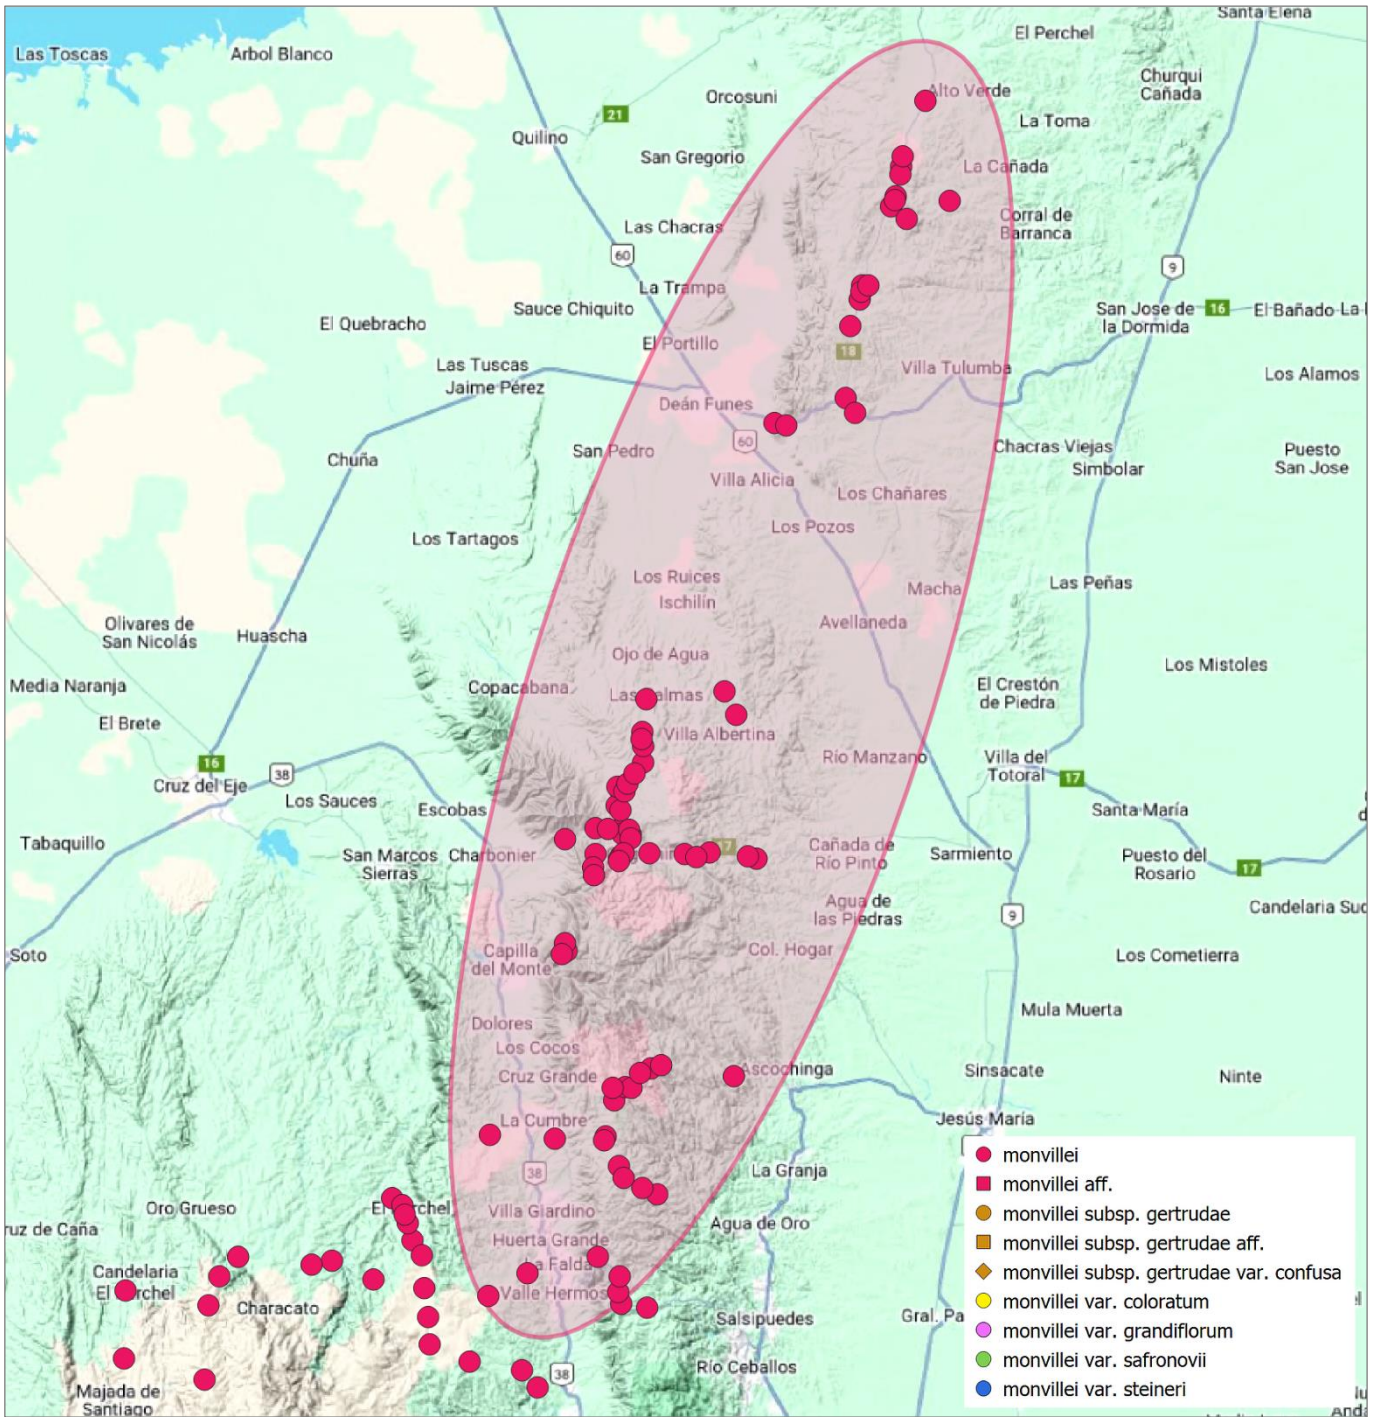 Santa Elena
El Perchel
Las Toscas
Arbol Blanco
Churqui
Cañada
Orcosuni
Alto Verde
21
La Toma
Quilino
San Gregorio
La Cañada
Las Chacras
Corral de
Barranca
60
9
La Trampa
Sauce Chiquito
San Jose de
la Dormida
16
El Bañado
El Quebracho
El Portillo
18
Las Tuscas
Jaime Pérez
Villa Tulumba
Los Alamos
Deán Funes
60
San Pedro
Chacras Viejas
Puesto
San Jose
Chuña
Simbolar
Villa Alicia
Los Chañares
Los Pozos
Los Tartagos
Los Ruices
Ischilín
Macha
Las Peñas
Olivares de
San Nicolás
Huascha
Avellaneda
Ojo de Agua
Los Mistoles
Media Naranja
Copacabana
El Crestón
de Piedra
El Brete
Villa Albertina
Río Manzano
Villa del
Totoral
16
38
17
Cruz del Eje
Los Sauces
Escobas
Santa María
Tabaquillo
San Marcos
Sierras
Charbonier
Cañada de
Río Pinto
Sarmiento
Puesto del
Rosario
17
Agua de
las Piedras
9
Candelaria Sud
Soto
Capilla
del Monte
Col. Hogar
Los Cometierra
Mula Muerta
Dolores
Los Cocos
Cruz Grande
Ascochinga
Sinsacate
Ninte
La Cumbre
Jesús María
38
La Granja
Oro Grueso
Villa Giardino
Agua de Oro
ruz de Caña
Huerta Grande
La Falda
Candelaria
Characato
Valle Hermos
Salsipuedes
Gral. Pa
Río Ceballos
38
Majada de
Santiago
monvillei
monvillei aff.
monvillei subsp. gertrudae
monvillei subsp. gertrudae aff.
monvillei subsp. gertrudae var. confusa
monvillei var. coloratum
monvillei var. grandiflorum
monvillei var. safronovii
monvillei var. steineri